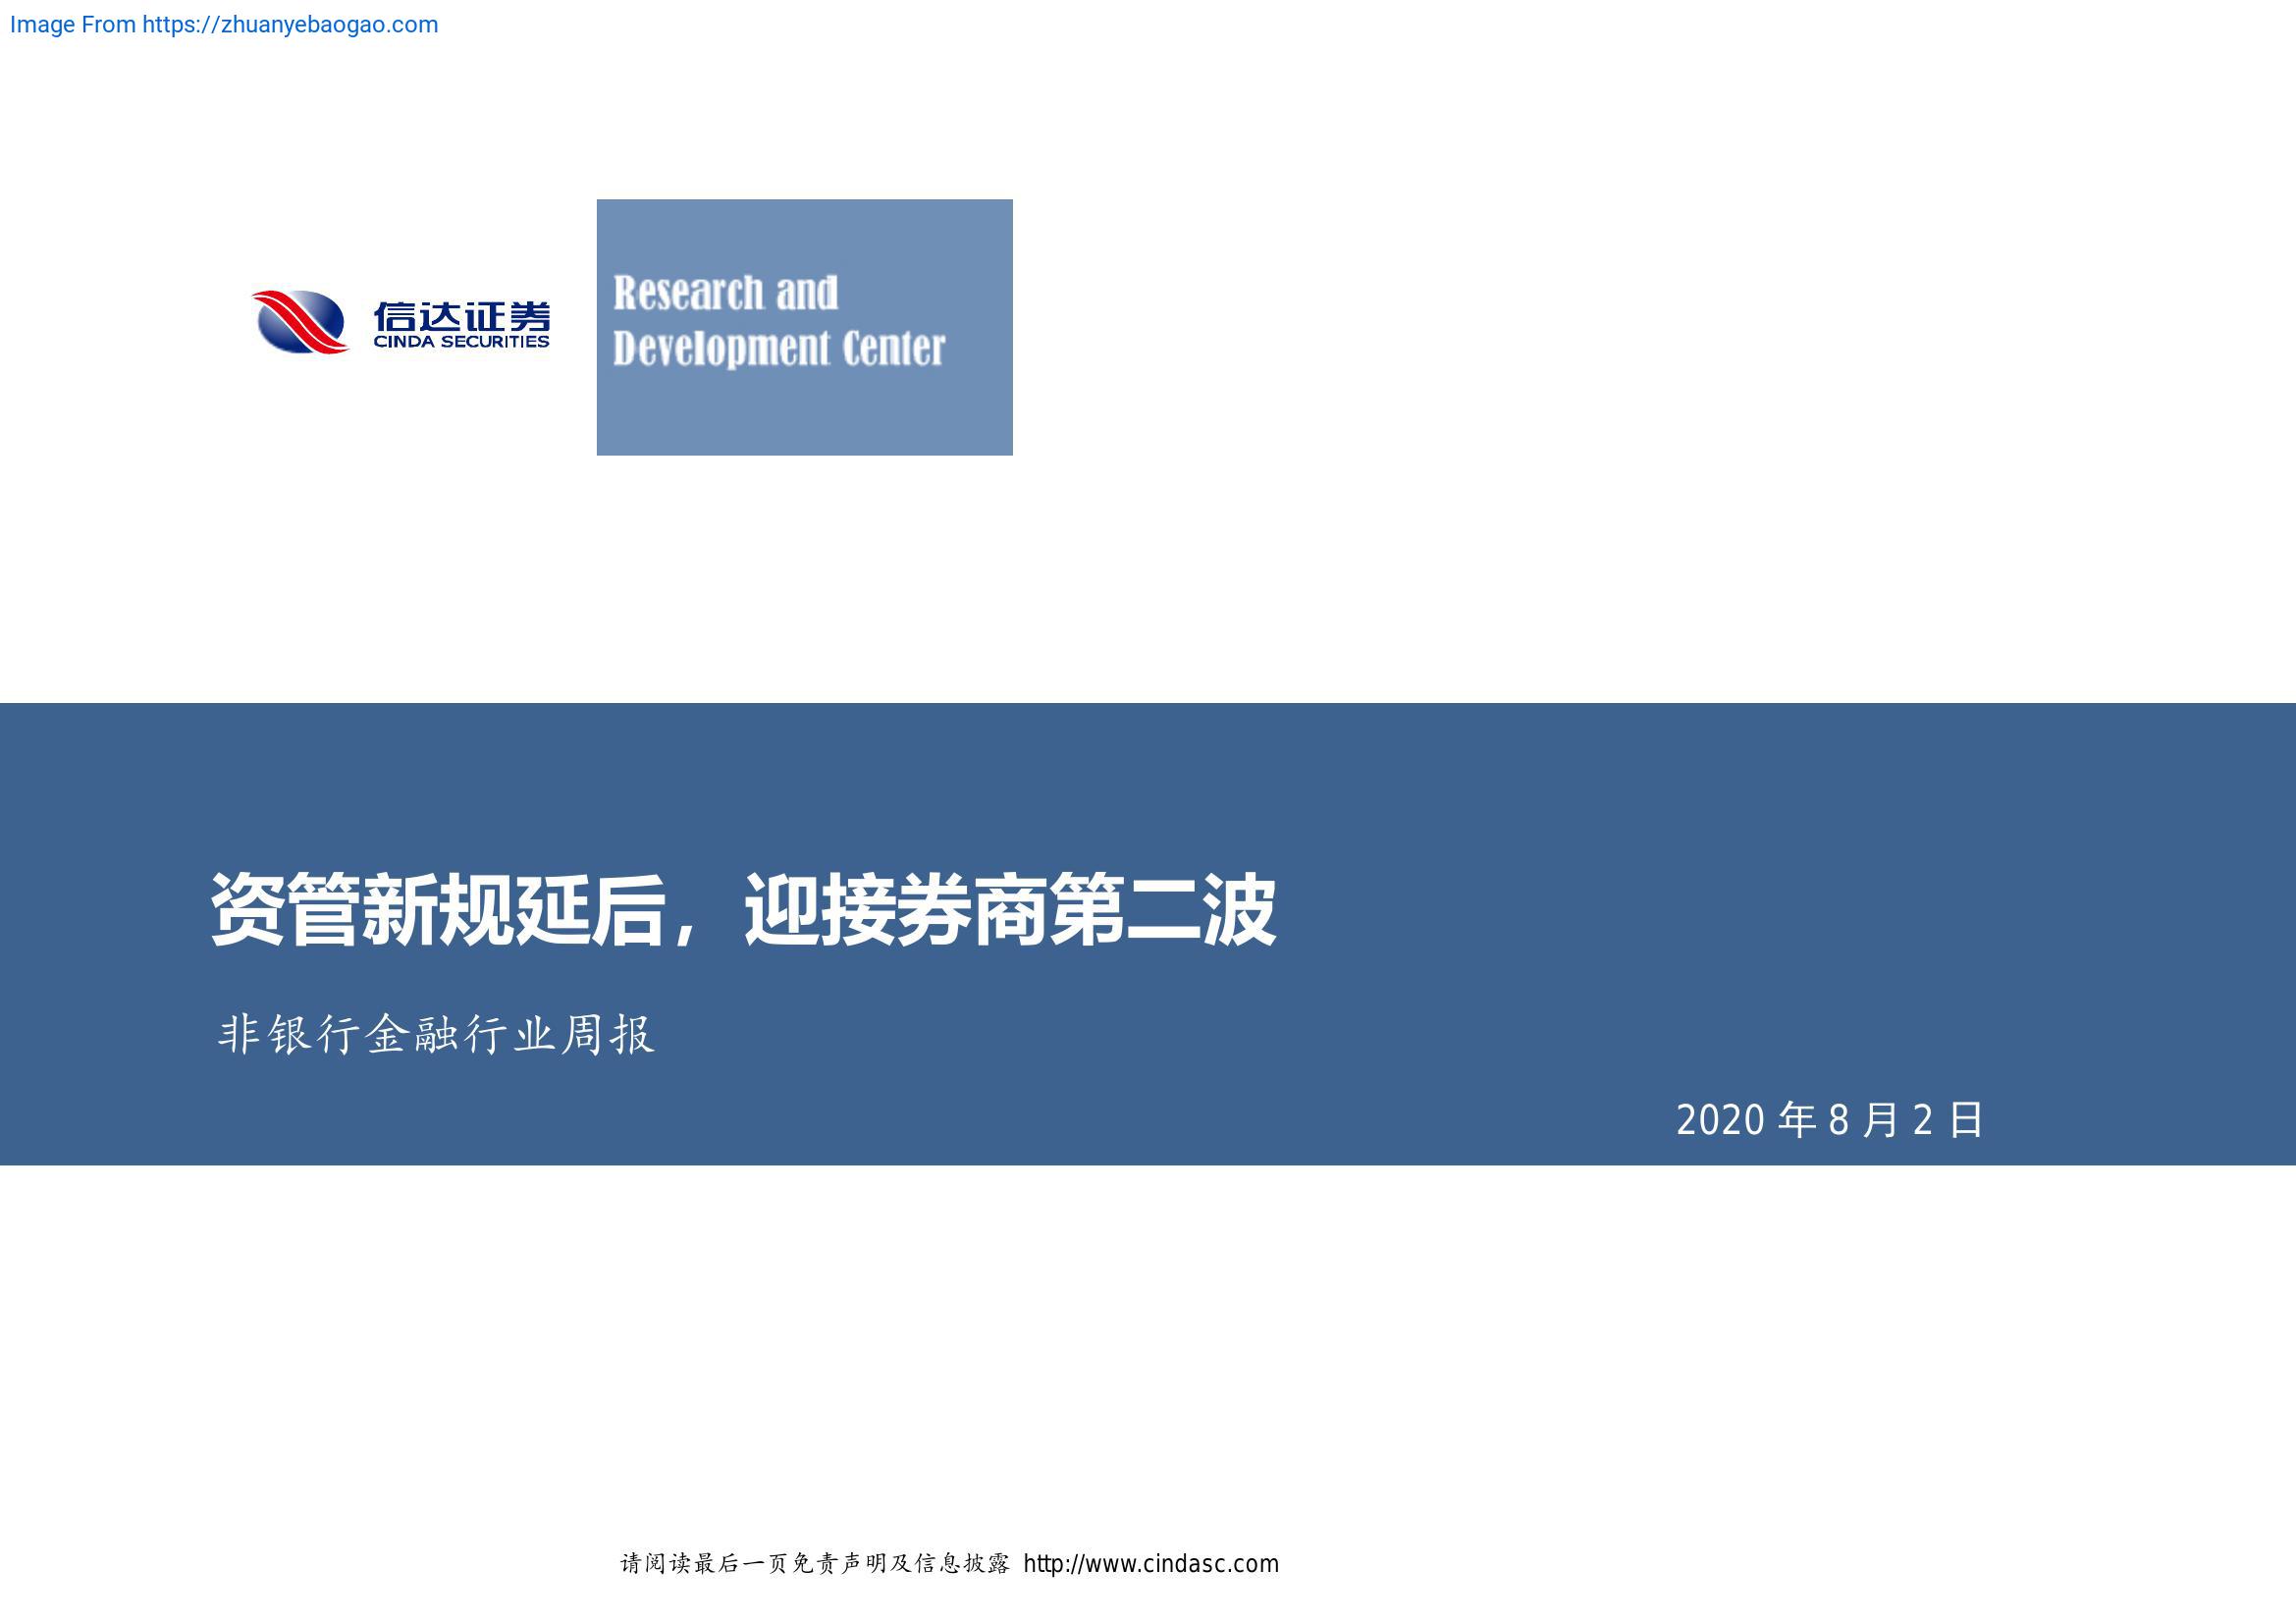 Image From https://zhuanyebaogao.com
信达证券
CINDA SECURITIES
Research and
Development Center
资管新规延后，迎接券商第二波
非银行金融行业周报
2020 年 8 月 2 日
请阅读最后一页免责声明及信息披露 http://www.cindasc.com